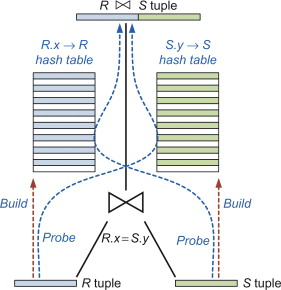 R ⋈ S tuple
R.x → R
hash table
S.y → S
hash table
Build
Build
Probe
R.x=S.y
Probe
R tuple
S tuple